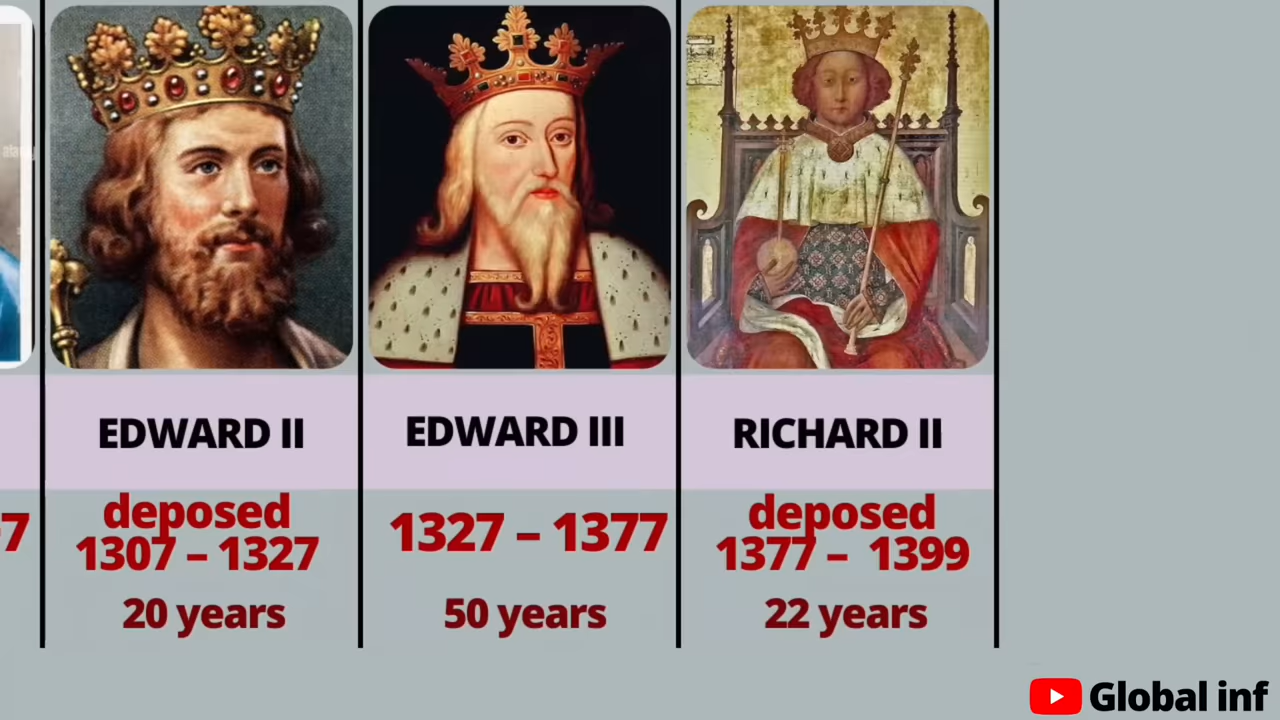 EDWARD II
deposed
1307 – 1327
20 years
EDWARD III
1327 – 1377
50 years
RICHARD II
deposed
1377 – 1399
22 years
7
Global inf